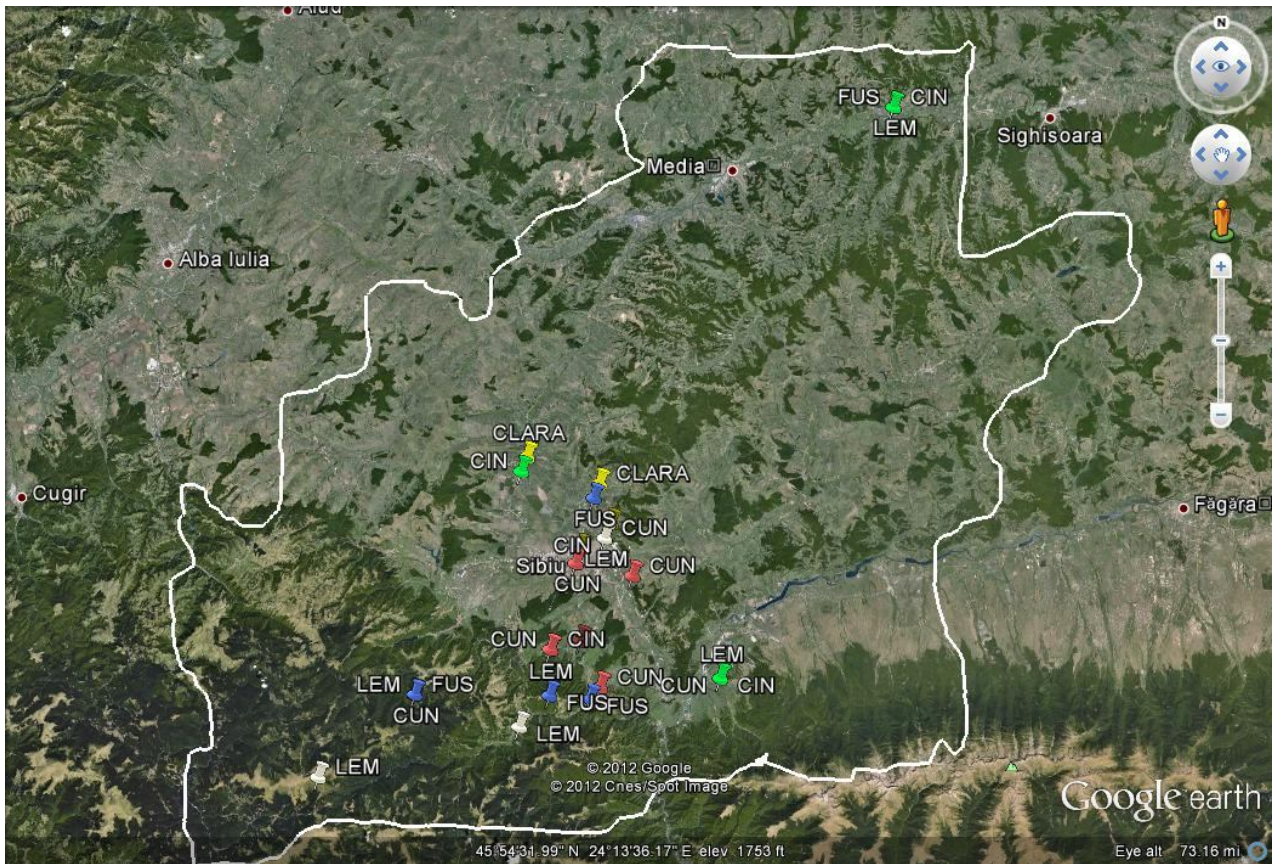 Aiud
N
FUS CIN
LEM
Sighisoara
Media□
Alba Iulia
CLARA
CIN
CLARA
Cugir
Făgăra□
FUS
CUN
CIN
LEM
Sibiu
CUN
CUN
CUN CIN
LEM
LEM
CUN
CUN CIN
LEM FUS
CUN
FUS FUS
LEM
LEM
© 2012 Google
© 2012 Cnes/Spot Image
Google earth
45°54'31.99" N 24°13'36.17" E elev 1753 ft
Eye alt 73.16 mi